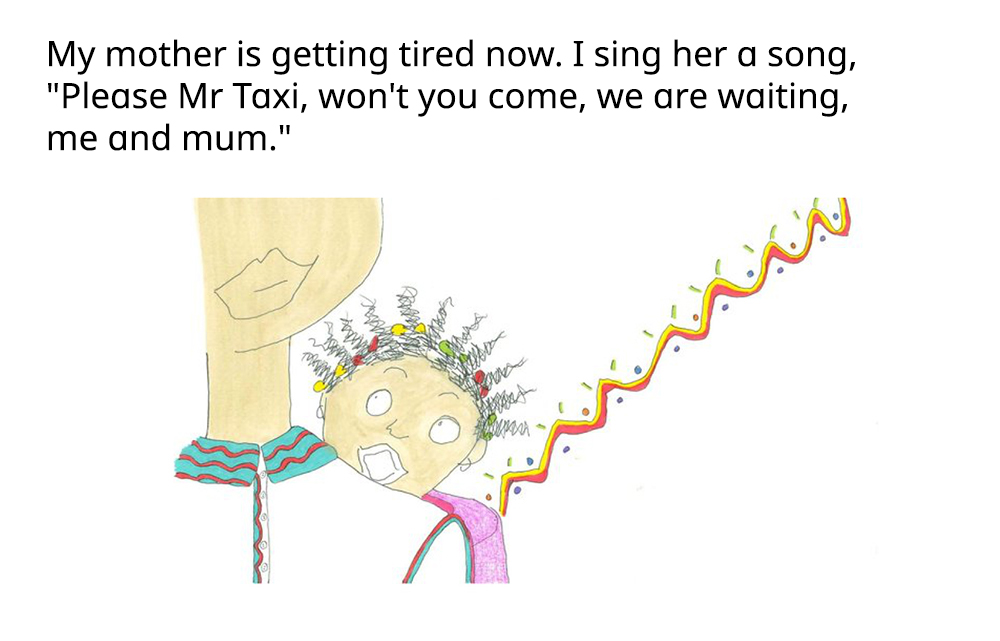 My mother is getting tired now. I sing her a song,
"Please Mr Taxi, won't you come, we are waiting,
me and mum."